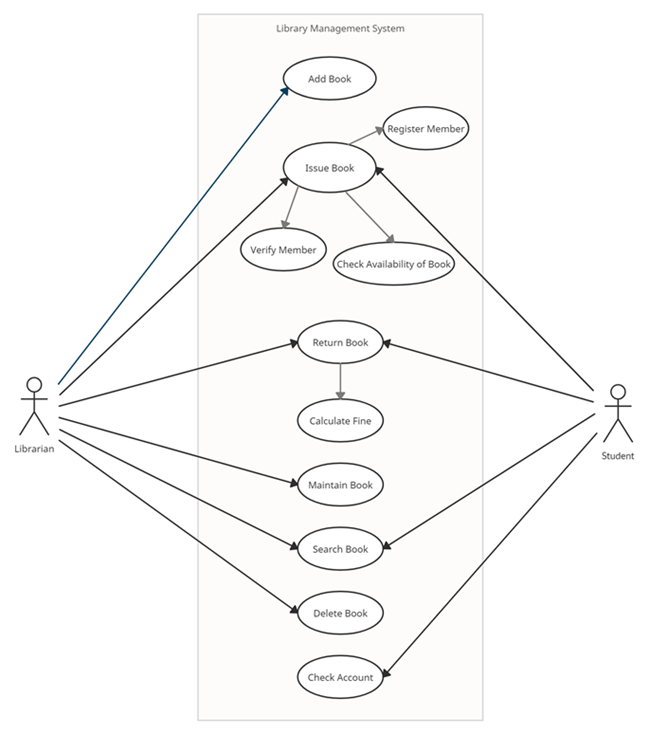 Library Management System
Add Book
Register Member
Issue Book
Verify Member
Check Availability of Book
Return Book
Calculate Fine
Librarian
Student
Maintain Book
Search Book
Delete Book
Check Account